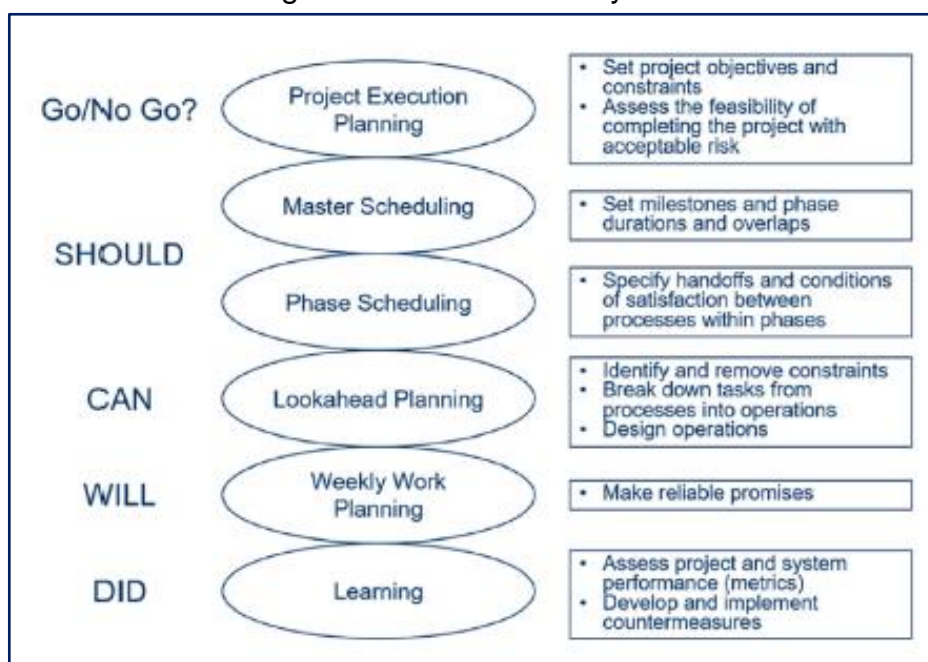 Go/No Go?
Project Execution
Planning
• Set project objectives and
constraints
• Assess the feasibility of
completing the project with
acceptable risk
SHOULD
Master Scheduling
• Set milestones and phase
durations and overlaps
Phase Scheduling
• Specify handoffs and conditions
of satisfaction between
processes within phases
CAN
Lookahead Planning
• Identify and remove constraints
• Break down tasks from
processes into operations
• Design operations
WILL
Weekly Work
Planning
• Make reliable promises
DID
Learning
• Assess project and system
performance (metrics)
• Develop and implement
countermeasures